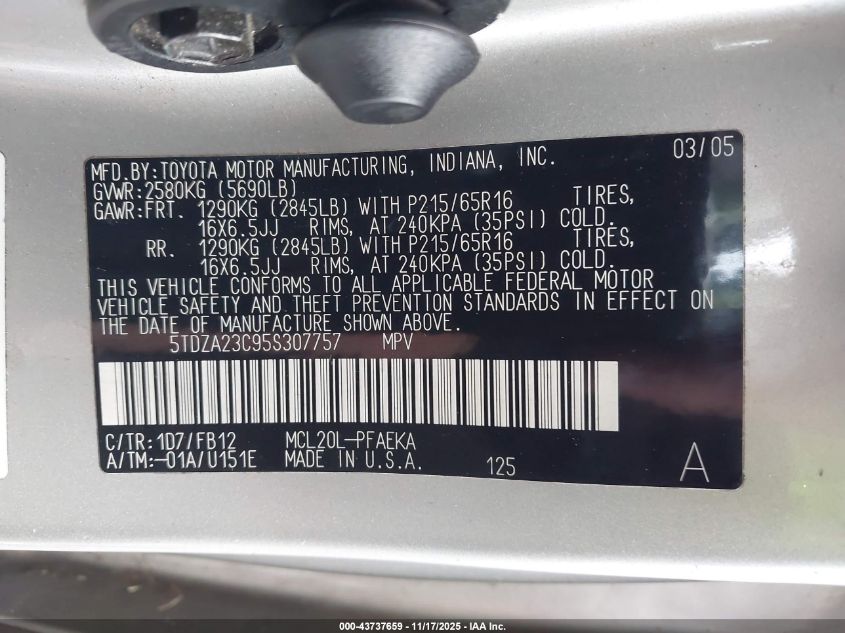 MFD.BY:TOYOTA MOTOR MANUFACTURING, INDIANA, INC. 03/05
GVWR:2580KG (5690LB)
GAWR:FRT. 1290KG (2845LB) WITH P215/65R16 TIRES,
16X6.5JJ RIMS, AT 240KPA (35PSI) COLD.
RR. 1290KG (2845LB) WITH P215/65R16 TIRES,
16X6.5JJ RIMS, AT 240KPA (35PSI) COLD.
THIS VEHICLE CONFORMS TO ALL APPLICABLE FEDERAL MOTOR
VEHICLE SAFETY AND THEFT PREVENTION STANDARDS IN EFFECT ON
THE DATE OF MANUFACTURE SHOWN ABOVE.
5TDZA23C95S307757 MPV
C/TR:1D7/FB12 MCL20L-PFAEKA
A/TM:-01A/U151E MADE IN U.S.A. 125 A
000-43737659 - 11/17/2025 - IAA Inc.